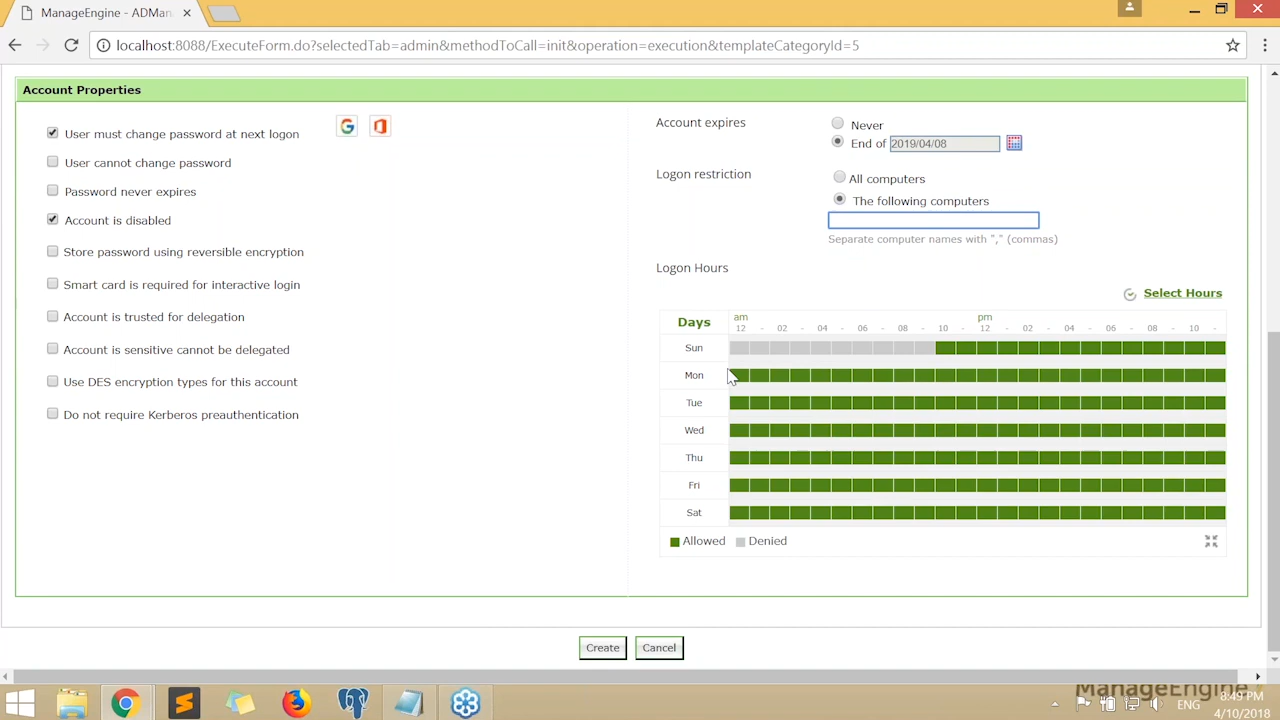 ManageEngine - ADMan
localhost:8088/ExecuteForm.do?selectedTab=admin&methodToCall=init&operation=execution&templateCategoryId=5
Account Properties
User must change password at next logon
User cannot change password
Password never expires
Account is disabled
Store password using reversible encryption
Smart card is required for interactive login
Account is trusted for delegation
Account is sensitive cannot be delegated
Use DES encryption types for this account
Do not require Kerberos preauthentication
Account expires
Never
End of 2019/04/08
Logon restriction
All computers
The following computers
Separate computer names with "," (commas)
Logon Hours
Select Hours
Days
am pm
12 - 02 - 04 - 06 - 08 - 10 - 12 - 02 - 04 - 06 - 08 - 10 -
Sun
Mon
Tue
Wed
Thu
Fri
Sat
Allowed Denied
Create Cancel
ManageEngine
ENG
8:49 PM
4/10/2018